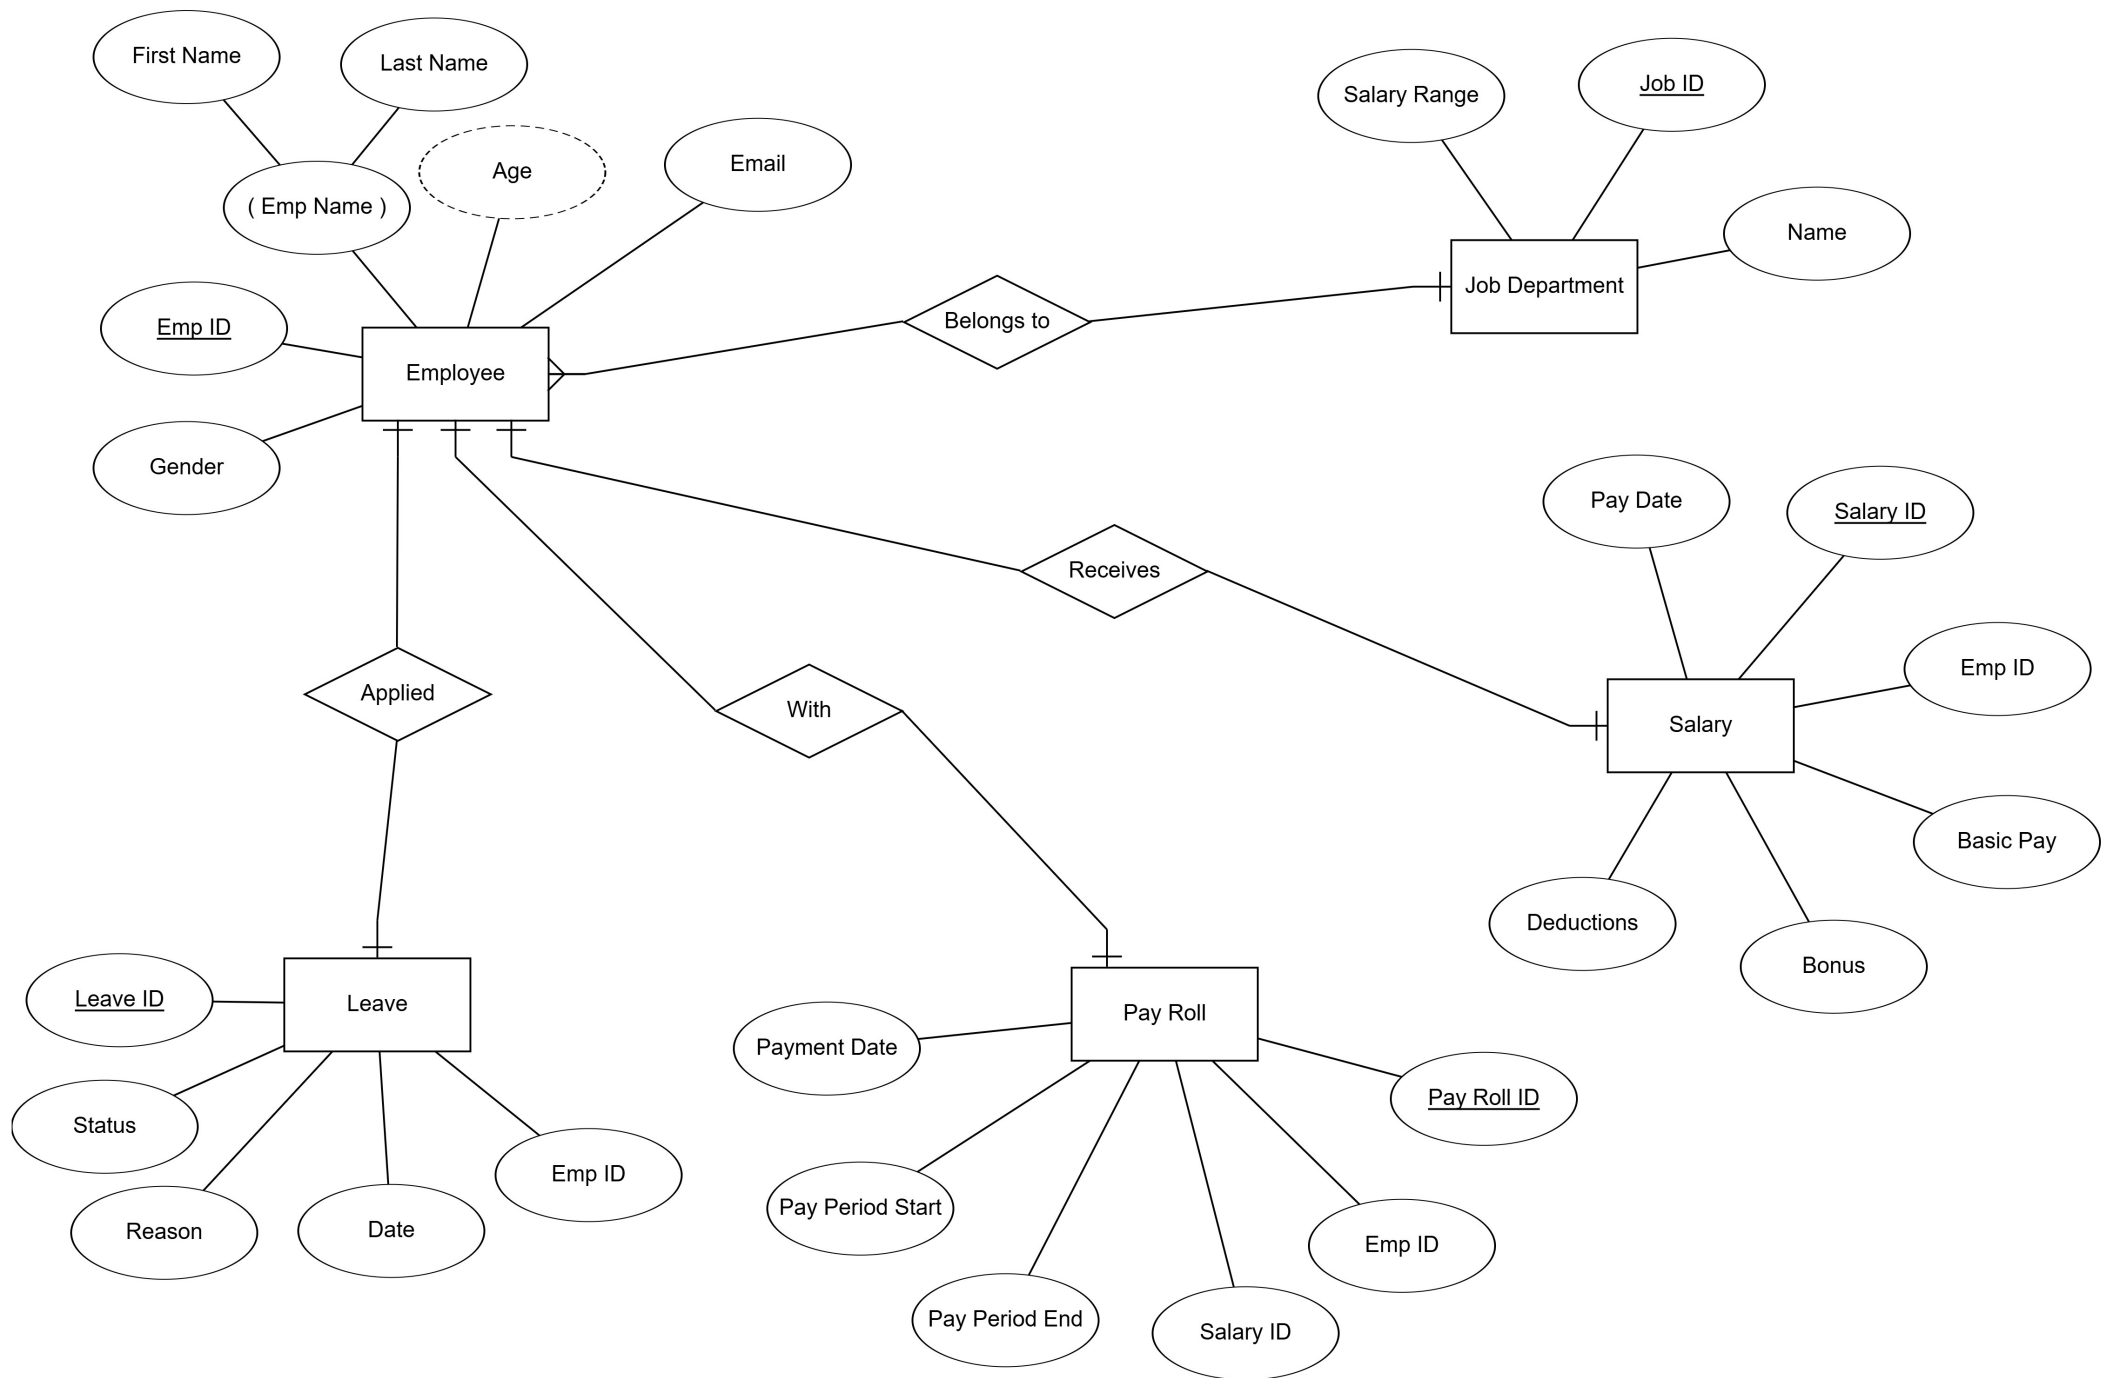 First Name
Last Name
Age
Email
( Emp Name )
Emp ID
Employee
Gender
Salary Range
Job ID
Name
Job Department
Belongs to
Pay Date
Salary ID
Emp ID
Receives
Salary
Applied
With
Basic Pay
Deductions
Bonus
Leave ID
Leave
Status
Reason
Date
Emp ID
Pay Roll
Payment Date
Pay Roll ID
Pay Period Start
Emp ID
Pay Period End
Salary ID